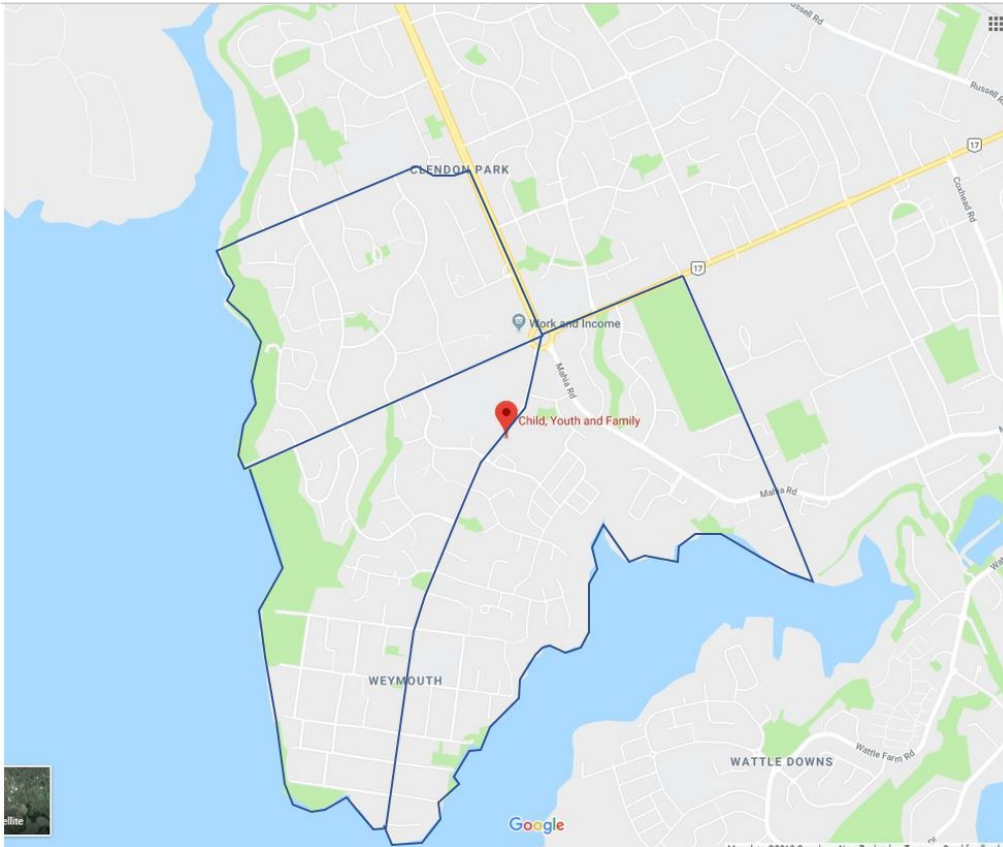 Russell Rd
Russell R
17
Coxhead Rd
CLENDON PARK
17
Work and Income
Mahia Rd
Child, Youth and Family
Mahia Rd
WEYMOUTH
Wattle Farm Rd
WATTLE DOWNS
ellite
Google